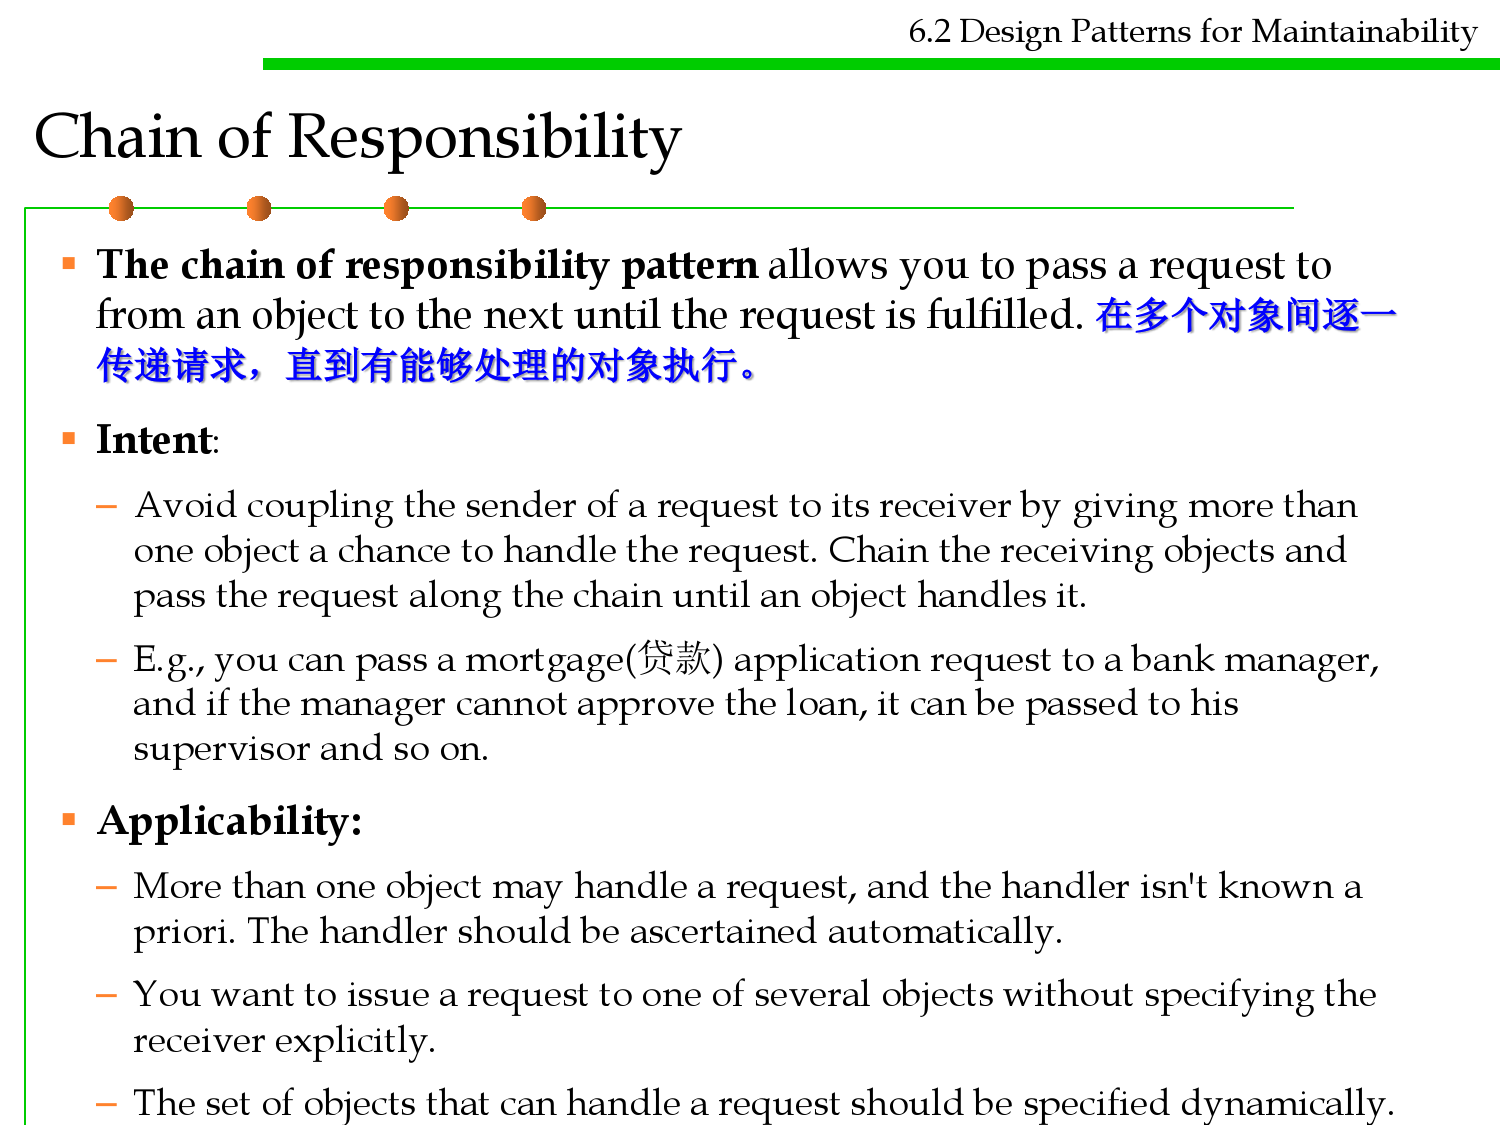 6.2 Design Patterns for Maintainability
Chain of Responsibility
▪ The chain of responsibility pattern allows you to pass a request to
from an object to the next until the request is fulfilled. 在多个对象间逐一
传递请求，直到有能够处理的对象执行。
▪ Intent:
– Avoid coupling the sender of a request to its receiver by giving more than
one object a chance to handle the request. Chain the receiving objects and
pass the request along the chain until an object handles it.
– E.g., you can pass a mortgage(贷款) application request to a bank manager,
and if the manager cannot approve the loan, it can be passed to his
supervisor and so on.
▪ Applicability:
– More than one object may handle a request, and the handler isn't known a
priori. The handler should be ascertained automatically.
– You want to issue a request to one of several objects without specifying the
receiver explicitly.
– The set of objects that can handle a request should be specified dynamically.